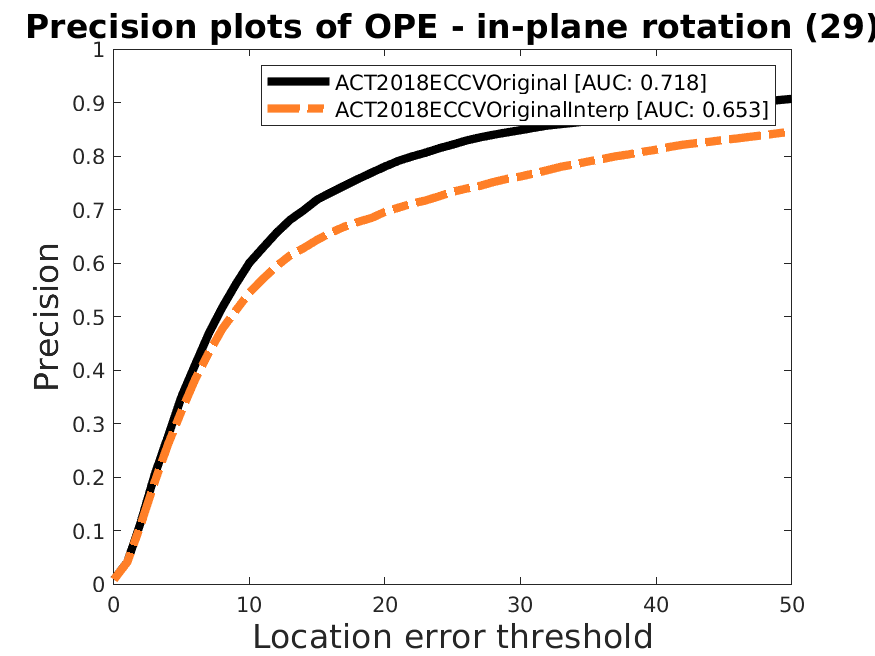 Precision plots of OPE - in-plane rotation (29)
1
0.9
0.8
0.7
0.6
0.5
0.4
0.3
0.2
0.1
0
ACT2018ECCVOriginal [AUC: 0.718]
ACT2018ECCVOriginalInterp [AUC: 0.653]
Precision
0 10 20 30 40 50
Location error threshold